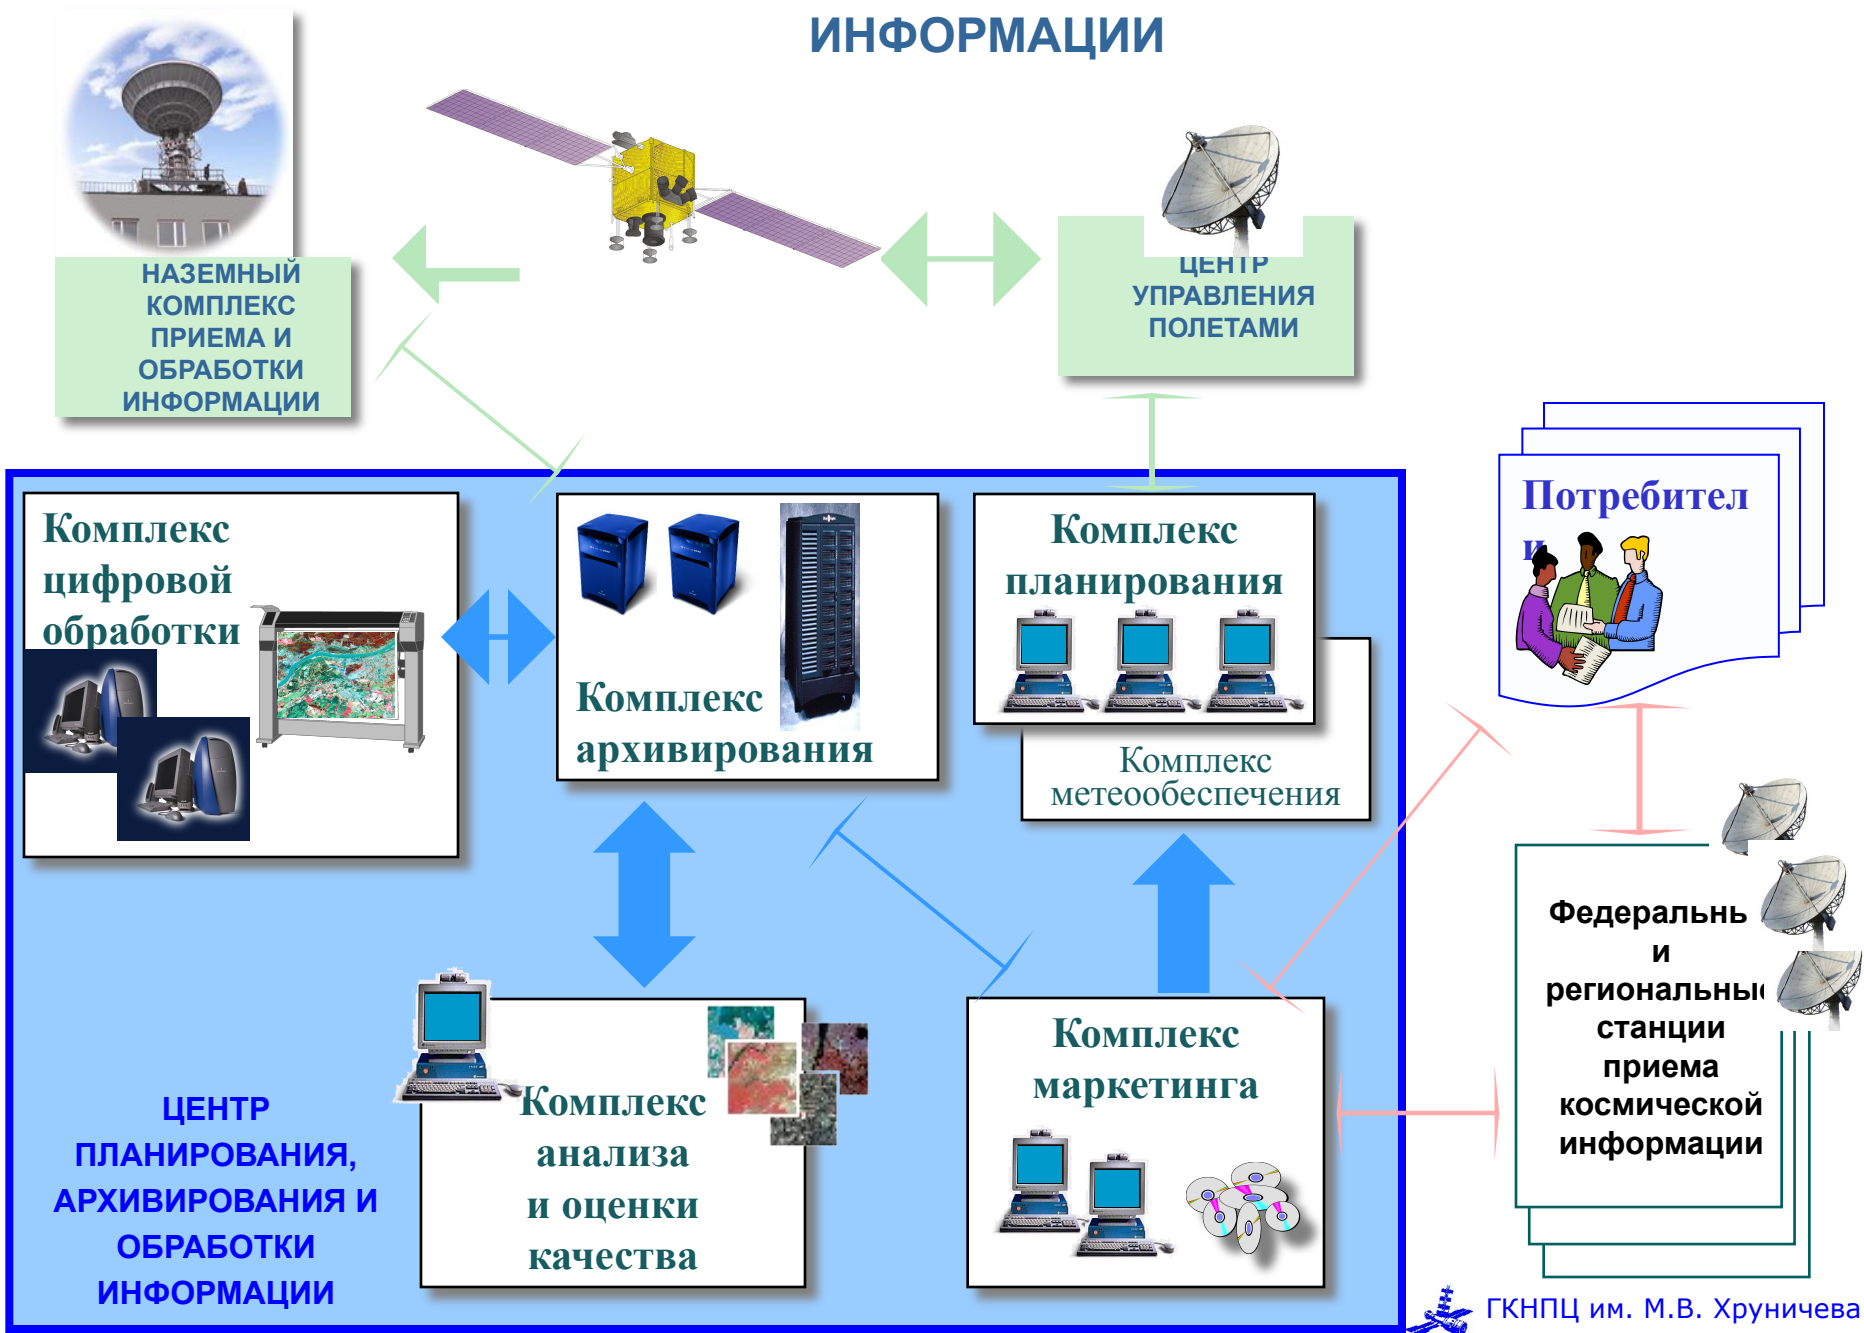 ИНФОРМАЦИИ
НАЗЕМНЫЙ
КОМПЛЕКС
ПРИЕМА И
ОБРАБОТКИ
ИНФОРМАЦИИ
ЦЕНТР
УПРАВЛЕНИЯ
ПОЛЕТАМИ
Комплекс
цифровой
обработки
Комплекс
архивирования
Комплекс
планирования
Комплекс
метеообеспечения
Потребител
и
Федеральны
и
региональные
станции
приема
космической
информации
Комплекс
анализа
и оценки
качества
Комплекс
маркетинга
ЦЕНТР
ПЛАНИРОВАНИЯ,
АРХИВИРОВАНИЯ И
ОБРАБОТКИ
ИНФОРМАЦИИ
ГКНПЦ им. М.В. Хруничева